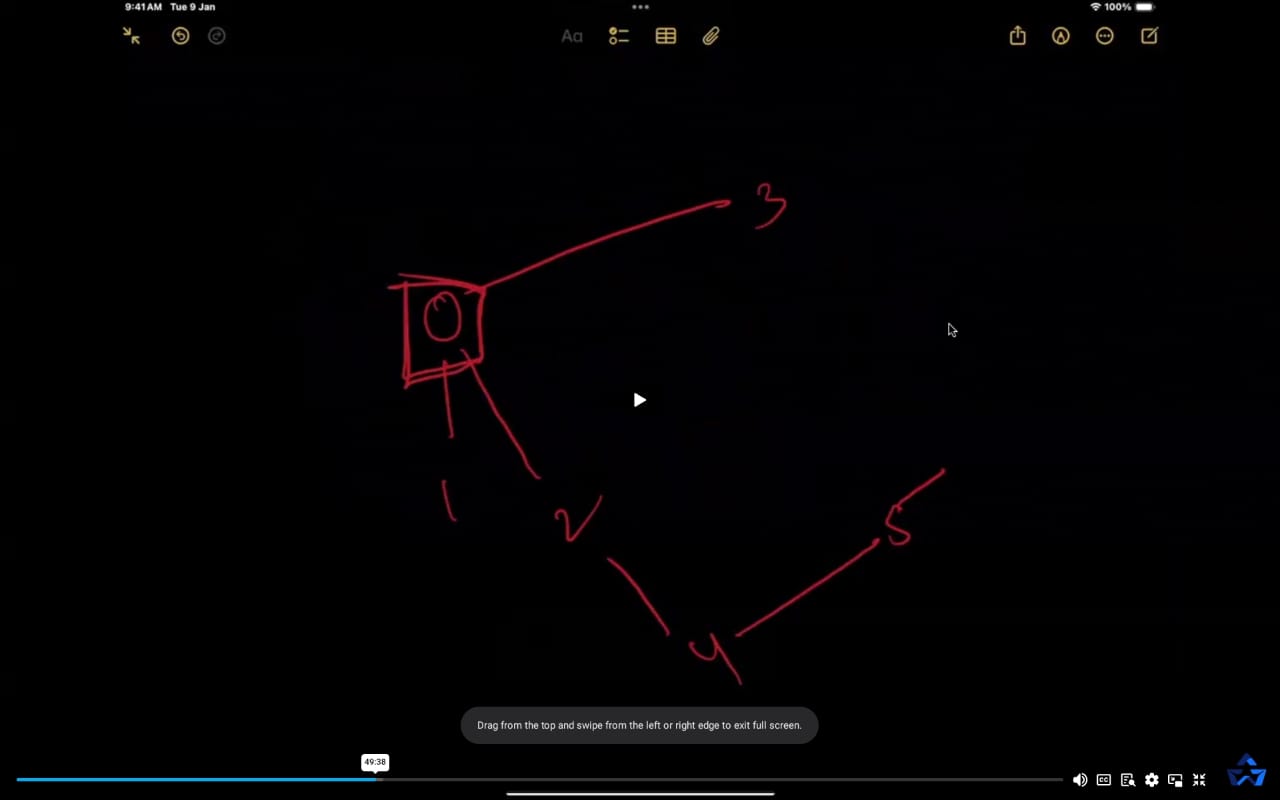 9:41 AM Tue 9 Jan
100%
Aa
3
0
1
2
5
4
Drag from the top and swipe from the left or right edge to exit full screen.
49:38
CC